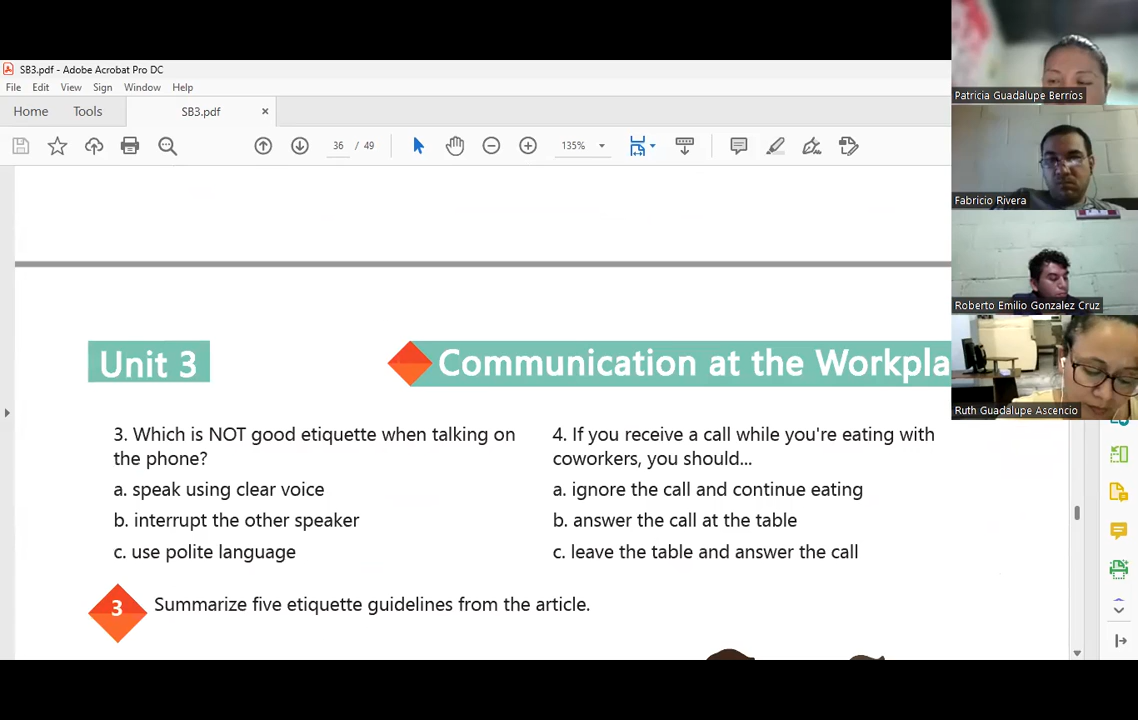 SB3.pdf - Adobe Acrobat Pro DC
File Edit View Sign Window Help
Home Tools SB3.pdf ×
36 / 49 135%
Unit 3 Communication at the Workpla
3. Which is NOT good etiquette when talking on
the phone?
a. speak using clear voice
b. interrupt the other speaker
c. use polite language
4. If you receive a call while you're eating with
coworkers, you should...
a. ignore the call and continue eating
b. answer the call at the table
c. leave the table and answer the call
3 Summarize five etiquette guidelines from the article.
Patricia Guadalupe Berríos
Fabricio Rivera
Roberto Emilio Gonzalez Cruz
Ruth Guadalupe Ascencio